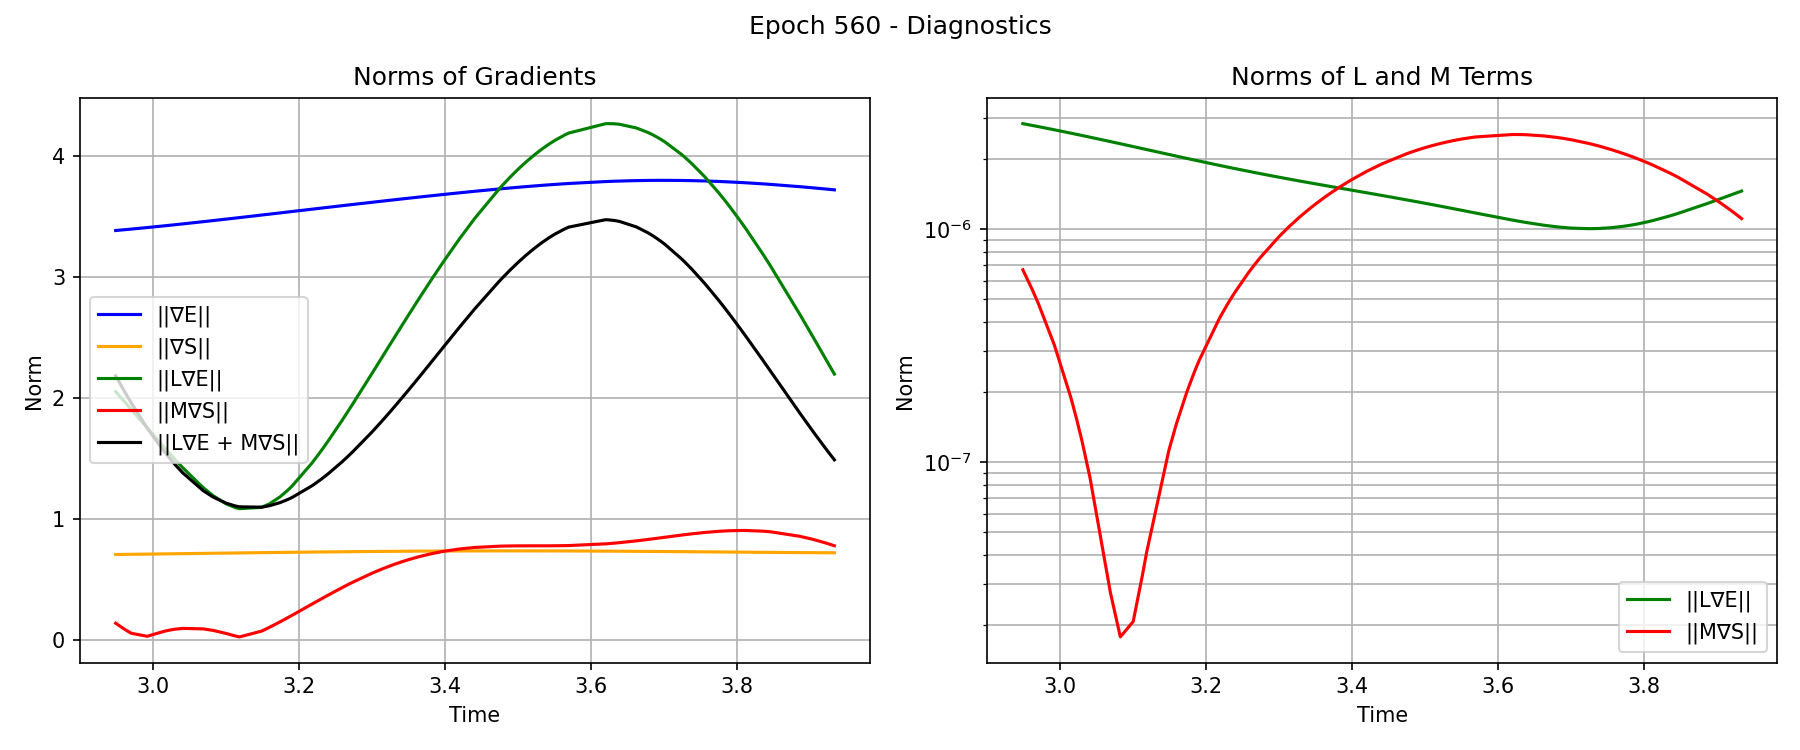 Epoch 560 - Diagnostics
Norms of Gradients
Norm
4
3
2
1
0
||∇E||
||∇S||
||L∇E||
||M∇S||
||L∇E + M∇S||
3.0 3.2 3.4 3.6 3.8
Time
Norms of L and M Terms
Norm
10⁻⁶
10⁻⁷
||L∇E||
||M∇S||
3.0 3.2 3.4 3.6 3.8
Time